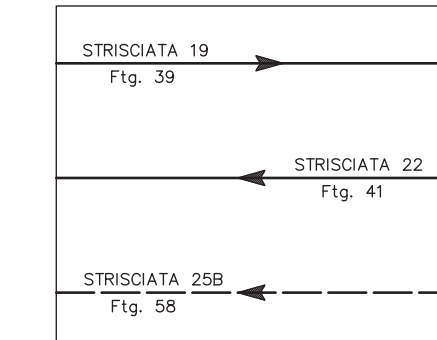 STRISCIATA 19
Ftg. 39
STRISCIATA 22
Ftg. 41
STRISCIATA 25B
Ftg. 58